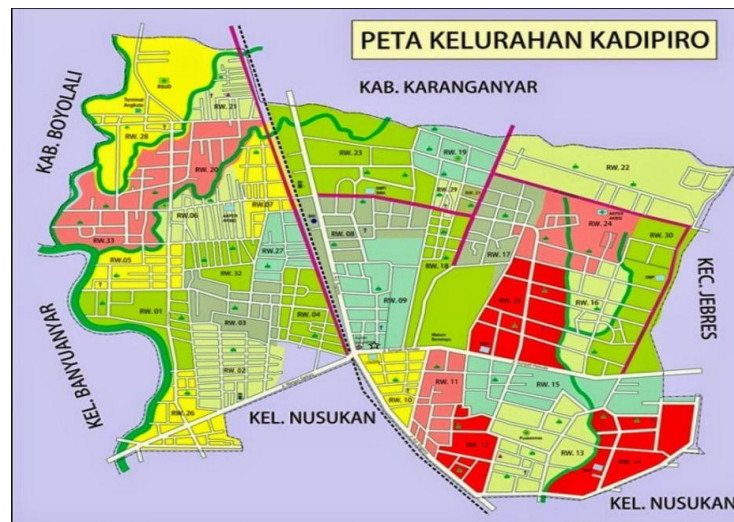 PETA KELURAHAN KADIPIRO
KAB. KARANGANYAR
KAB. BOYOLALI
RSUD
Terminal
Angkuta
RW. 21
RW. 28
RW. 23
RW. 19
RW. 22
RW. 20
RW. 29
RW. 07
RW. 06
RW. 24
RW. 30
RW. 33
RW. 08
RW. 17
RW. 05
RW. 27
RW. 18
KEC. JEBRES
RW. 32
RW. 09
RW. 25
RW. 16
RW. 01
RW. 04
RW. 03
KEL. BANYUANYAR
RW. 02
RW. 11
RW. 15
RW. 10
RW. 26
KEL. NUSUKAN
RW. 12
Puskesmas
RW. 13
RW. 14
KEL. NUSUKAN